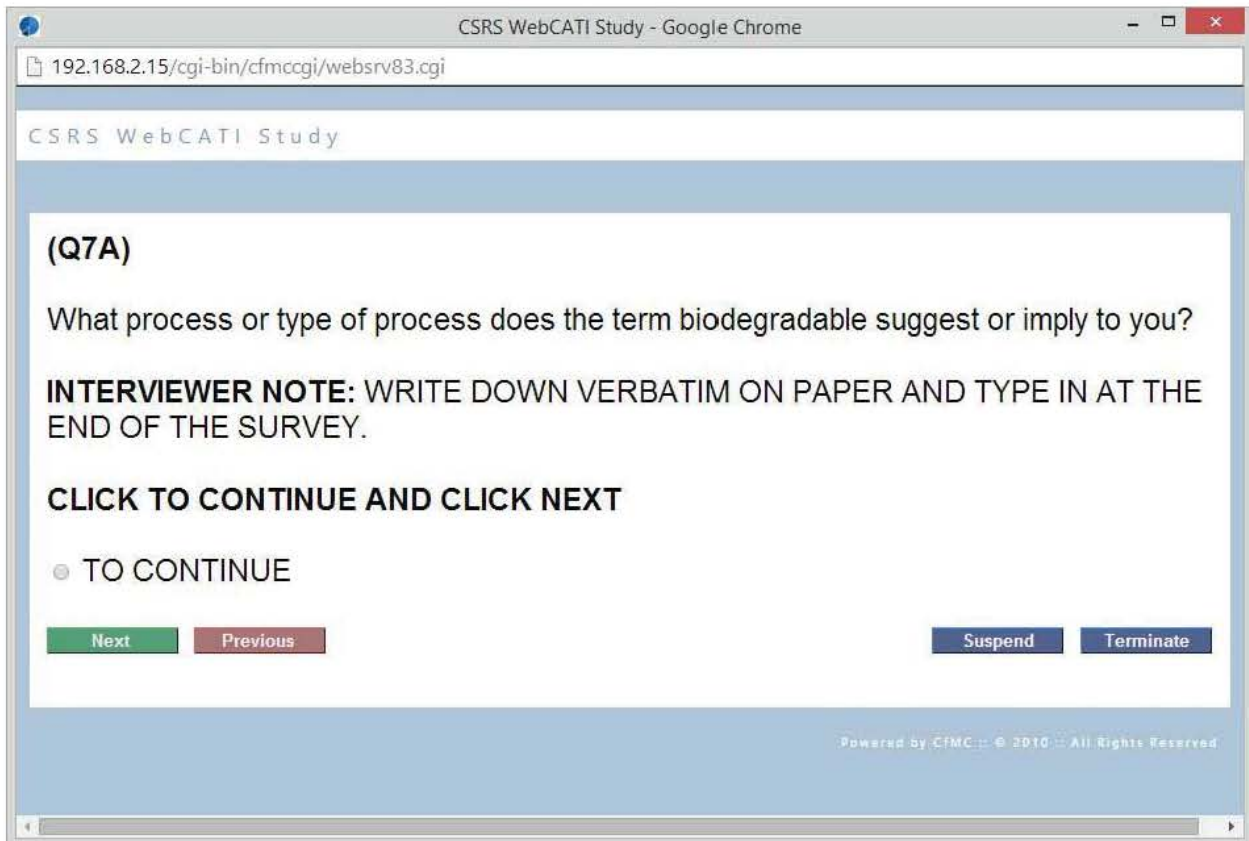 CSRS WebCATI Study - Google Chrome
192.168.2.15/cgi-bin/cfmccgi/websrv83.cgi
CSRS WebCATI Study
(Q7A)
What process or type of process does the term biodegradable suggest or imply to you?
INTERVIEWER NOTE: WRITE DOWN VERBATIM ON PAPER AND TYPE IN AT THE
END OF THE SURVEY.
CLICK TO CONTINUE AND CLICK NEXT
TO CONTINUE
Next Previous Suspend Terminate
Powered by CfMC :: © 2010 :: All Rights Reserved